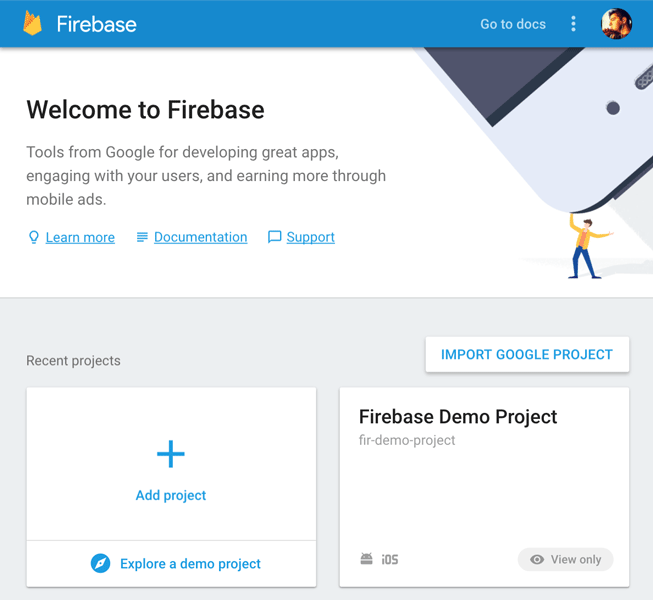 Firebase
Go to docs
Welcome to Firebase
Tools from Google for developing great apps,
engaging with your users, and earning more through
mobile ads.
Learn more
Documentation
Support
Recent projects
IMPORT GOOGLE PROJECT
Add project
Explore a demo project
Firebase Demo Project
fir-demo-project
iOS
View only